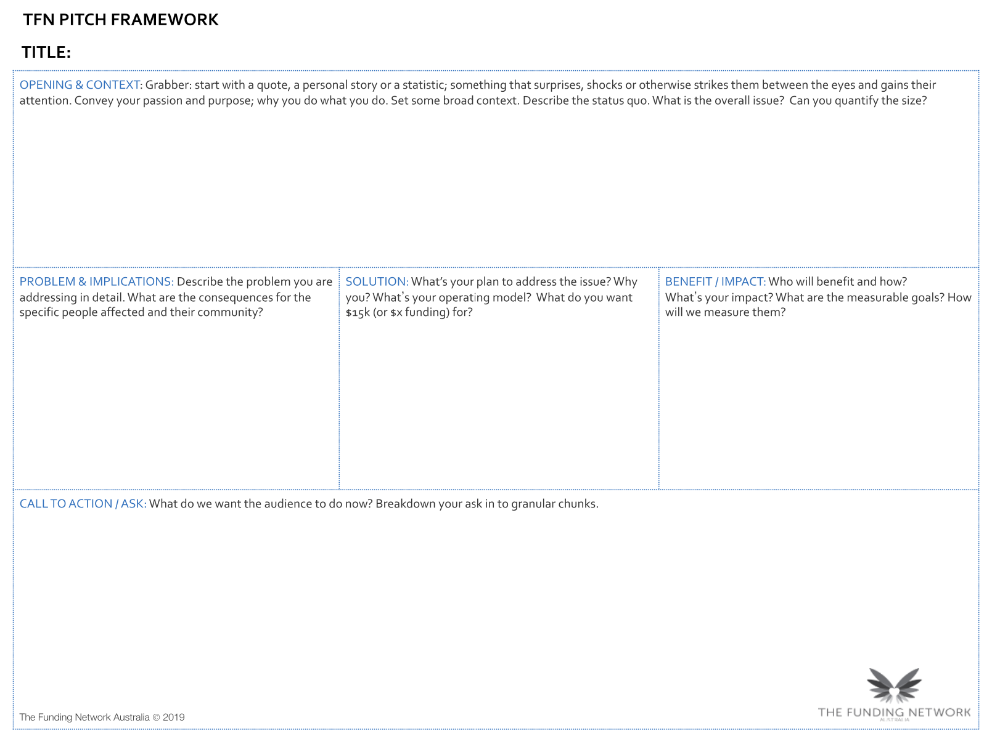 TFN PITCH FRAMEWORK
TITLE:
OPENING & CONTEXT: Grabber: start with a quote, a personal story or a statistic; something that surprises, shocks or otherwise strikes them between the eyes and gains their
attention. Convey your passion and purpose; why you do what you do. Set some broad context. Describe the status quo. What is the overall issue?  Can you quantify the size?
PROBLEM & IMPLICATIONS: Describe the problem you are
addressing in detail. What are the consequences for the
specific people affected and their community?
SOLUTION: What's your plan to address the issue? Why
you? What's your operating model?  What do you want
$15k (or $x funding) for?
BENEFIT / IMPACT: Who will benefit and how?
What's your impact? What are the measurable goals? How
will we measure them?
CALL TO ACTION / ASK: What do we want the audience to do now? Breakdown your ask in to granular chunks.
The Funding Network Australia © 2019
THE FUNDING NETWORK
AUSTRALIA